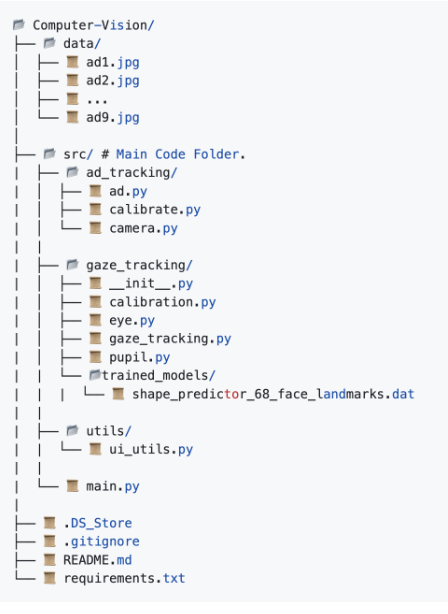 Computer-Vision/
├── data/
│   ├── ad1.jpg
│   ├── ad2.jpg
│   ├── ...
│   └── ad9.jpg
│
├── src/ # Main Code Folder.
│   ├── ad_tracking/
│   │   ├── ad.py
│   │   ├── calibrate.py
│   │   └── camera.py
│   │
│   ├── gaze_tracking/
│   │   ├── __init__.py
│   │   ├── calibration.py
│   │   ├── eye.py
│   │   ├── gaze_tracking.py
│   │   ├── pupil.py
│   │   └── trained_models/
│   │   |   └── shape_predictor_68_face_landmarks.dat
│   │
│   ├── utils/
│   │   └── ui_utils.py
│   │
│   └── main.py
│
├── .DS_Store
├── .gitignore
├── README.md
└── requirements.txt